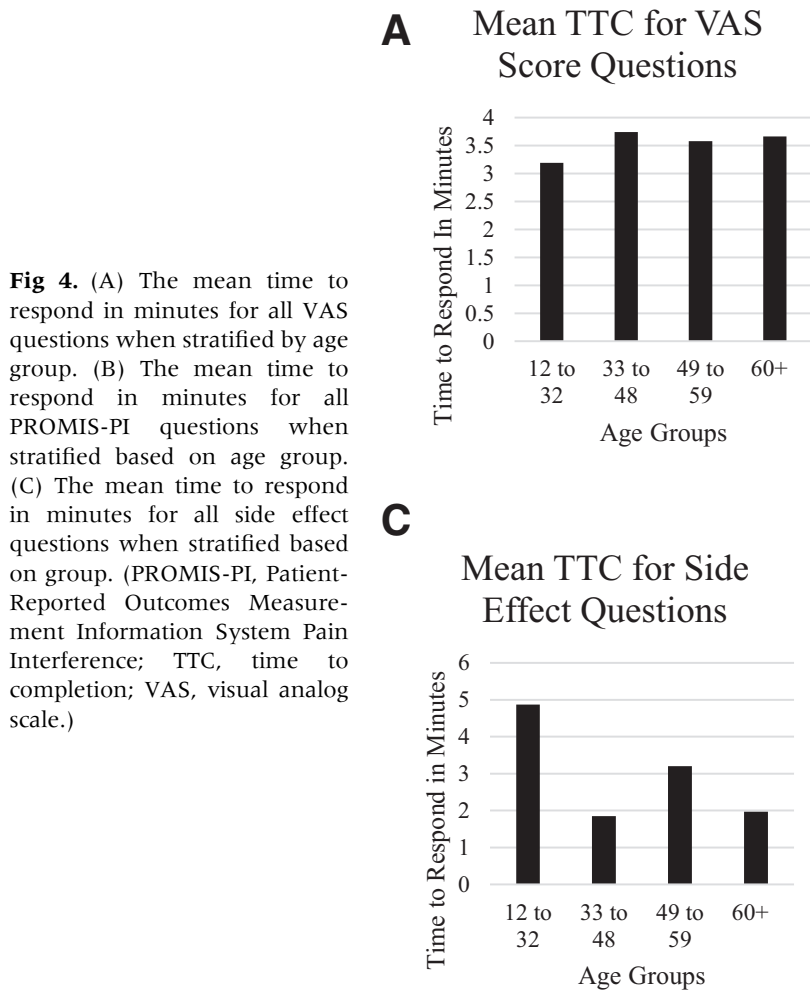 Fig 4. (A) The mean time to
respond in minutes for all VAS
questions when stratified by age
group. (B) The mean time to
respond in minutes for all
PROMIS-PI questions when
stratified based on age group.
(C) The mean time to respond
in minutes for all side effect
questions when stratified based
on group. (PROMIS-PI, Patient-
Reported Outcomes Measure-
ment Information System Pain
Interference; TTC, time to
completion; VAS, visual analog
scale.)
A
Mean TTC for VAS
Score Questions
Time to Respond In Minutes
4
3.5
3
2.5
2
1.5
1
0.5
0
12 to 33 to 49 to 60+
32 48 59
Age Groups
C
Mean TTC for Side
Effect Questions
Time to Respond in Minutes
6
5
4
3
2
1
0
12 to 33 to 49 to 60+
32 48 59
Age Groups